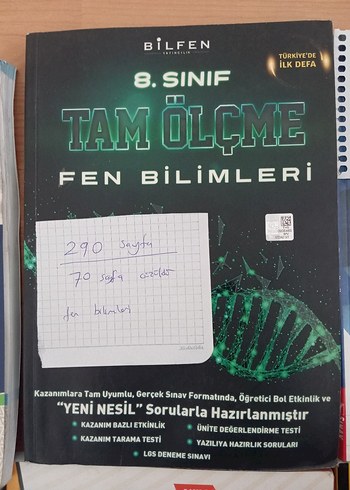 BİLFEN
YAYINCILIK
TÜRKİYE'DE
İLK DEFA
8. SINIF
TAM ÖLÇME
FEN BİLİMLERİ
290 sayfa
70 sayfa çözüldü
fen bilimleri
Kazanımlara Tam Uyumlu, Gerçek Sınav Formatında, Öğretici Bol Etkinlik ve
"YENİ NESİL" Sorularla Hazırlanmıştır
• KAZANIM BAZLI ETKİNLİK
• ÜNİTE DEĞERLENDİRME TESTİ
• KAZANIM TARAMA TESTİ
• YAZILIYA HAZIRLIK SORULARI
• LGS DENEME SINAVI